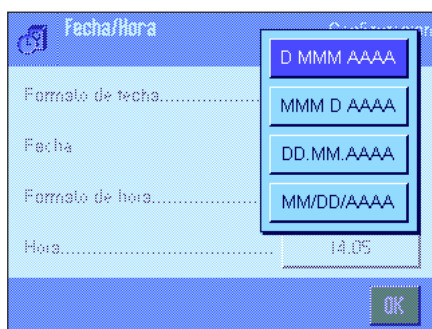 Fecha/Hora
D MMM AAAA
Formato de fecha
MMM D AAAA
Fecha
DD.MM.AAAA
Formato de hora
MM/DD/AAAA
Hora
14.05
OK